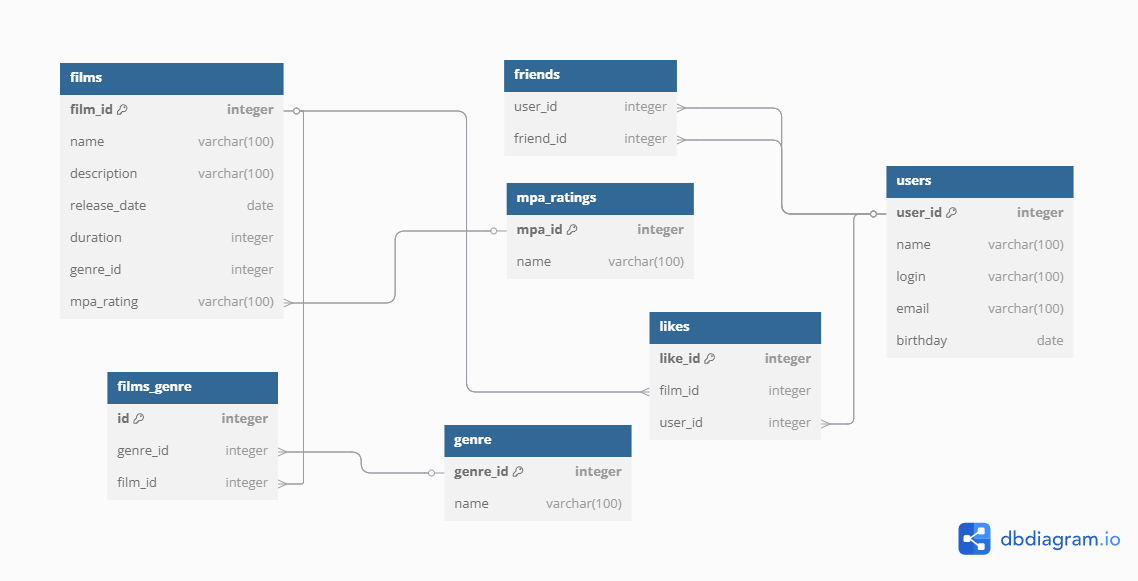 films
film_id integer
name varchar(100)
description varchar(100)
release_date date
duration integer
genre_id integer
mpa_rating varchar(100)
friends
user_id integer
friend_id integer
mpa_ratings
mpa_id integer
name varchar(100)
users
user_id integer
name varchar(100)
login varchar(100)
email varchar(100)
birthday date
likes
like_id integer
film_id integer
user_id integer
films_genre
id integer
genre_id integer
film_id integer
genre
genre_id integer
name varchar(100)
dbdiagram.io